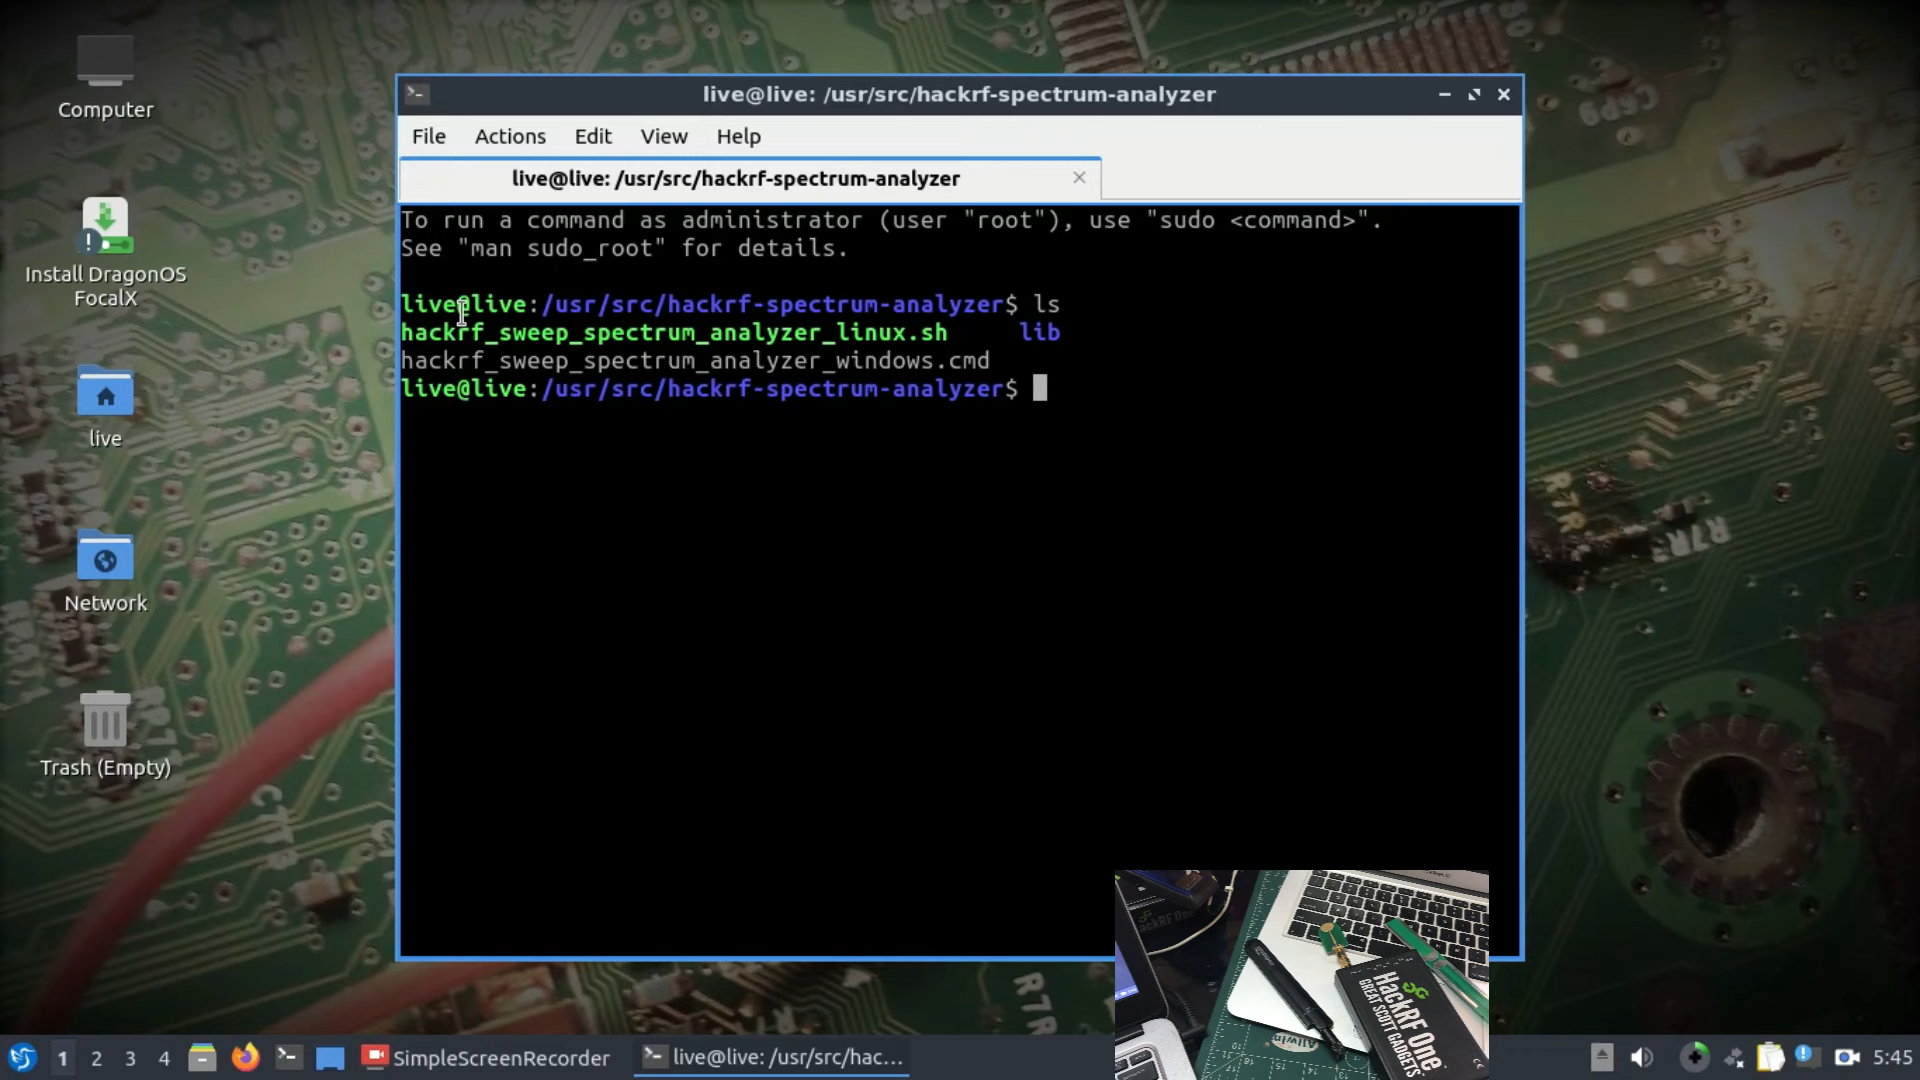 Computer
Install DragonOS
FocalX
live
Network
Trash (Empty)
live@live: /usr/src/hackrf-spectrum-analyzer
File Actions Edit View Help
live@live: /usr/src/hackrf-spectrum-analyzer
To run a command as administrator (user "root"), use "sudo <command>".
See "man sudo_root" for details.
live@live:/usr/src/hackrf-spectrum-analyzer$ ls
hackrf_sweep_spectrum_analyzer_linux.sh lib
hackrf_sweep_spectrum_analyzer_windows.cmd
live@live:/usr/src/hackrf-spectrum-analyzer$
HackRF One
GREAT SCOTT GADGETS
R7R
1 2 3 4 SimpleScreenRecorder live@live: /usr/src/hac... 5:45